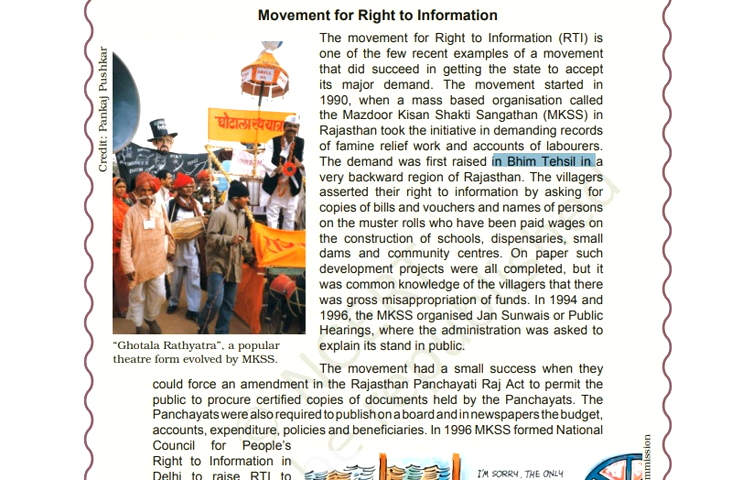 Movement for Right to Information
Credit: Pankaj Pushkar
घोटाला रथ यात्रा
"Ghotala Rathyatra", a popular
theatre form evolved by MKSS.
The movement for Right to Information (RTI) is
one of the few recent examples of a movement
that did succeed in getting the state to accept
its major demand. The movement started in
1990, when a mass based organisation called
the Mazdoor Kisan Shakti Sangathan (MKSS) in
Rajasthan took the initiative in demanding records
of famine relief work and accounts of labourers.
The demand was first raised in Bhim Tehsil in a
very backward region of Rajasthan. The villagers
asserted their right to information by asking for
copies of bills and vouchers and names of persons
on the muster rolls who have been paid wages on
the construction of schools, dispensaries, small
dams and community centres. On paper such
development projects were all completed, but it
was common knowledge of the villagers that there
was gross misappropriation of funds. In 1994 and
1996, the MKSS organised Jan Sunwais or Public
Hearings, where the administration was asked to
explain its stand in public.
The movement had a small success when they
could force an amendment in the Rajasthan Panchayati Raj Act to permit the
public to procure certified copies of documents held by the Panchayats. The
Panchayats were also required to publish on a board and in newspapers the budget,
accounts, expenditure, policies and beneficiaries. In 1996 MKSS formed National
Council for People's
Right to Information in
Delhi to raise RTI to
I'M SORRY, THE ONLY